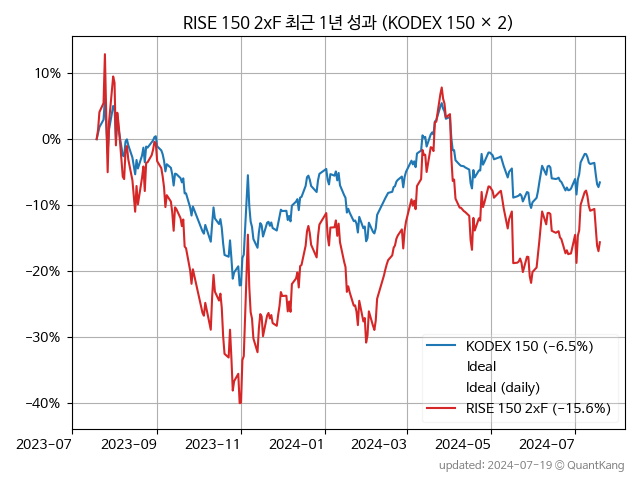 RISE 150 2xF 최근 1년 성과 (KODEX 150 × 2)
10%
0%
−10%
−20%
−30%
−40%
KODEX 150 (−6.5%)
Ideal
Ideal (daily)
RISE 150 2xF (−15.6%)
2023-07
2023-09
2023-11
2024-01
2024-03
2024-05
2024-07
updated: 2024-07-19 © QuantKang